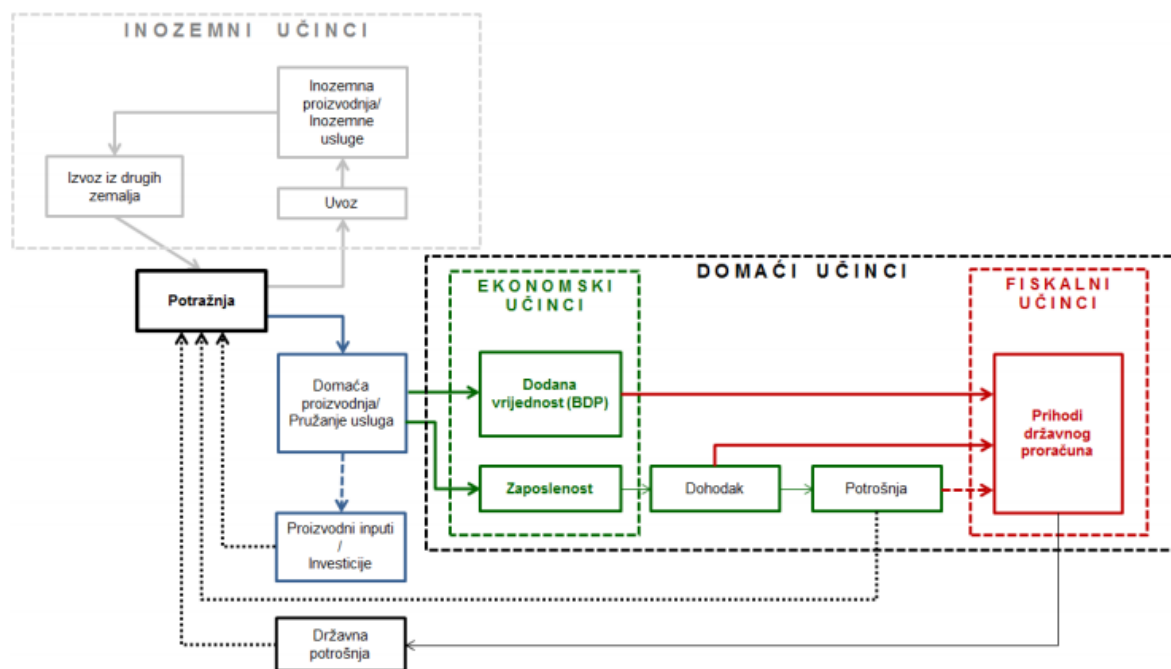 INOZEMNI UČINCI
Inozemna
proizvodnja/
Inozemne
usluge
Izvoz iz drugih
zemalja
Uvoz
Potražnja
DOMAĆI UČINCI
EKONOMSKI
UČINCI
FISKALNI
UČINCI
Domaća
proizvodnja/
Pružanje usluga
Dodana
vrijednost (BDP)
Prihodi
državnog
proračuna
Zaposlenost
Dohodak
Potrošnja
Proizvodni inputi
/
Investicije
Državna
potrošnja